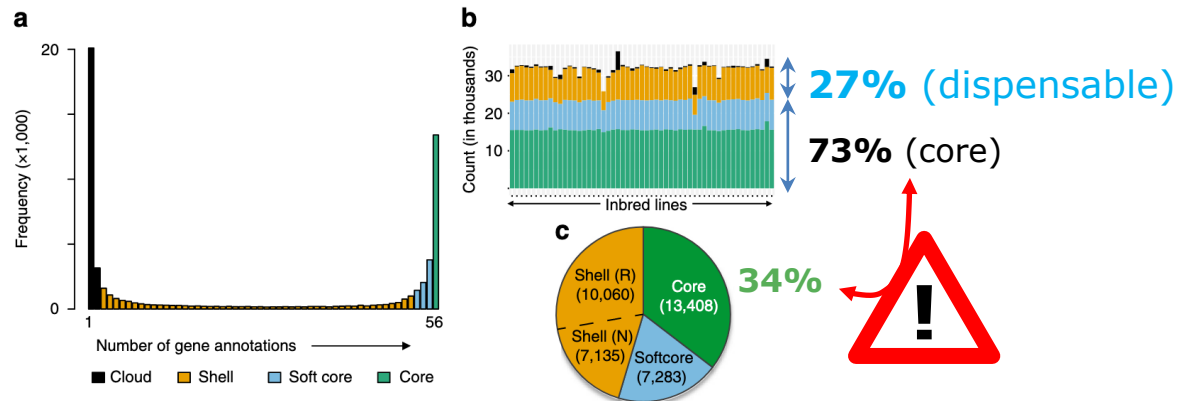 a
20
0
Frequency (×1,000)
1
56
Number of gene annotations
Cloud
Shell
Soft core
Core
b
Count (in thousands)
30
20
10
Inbred lines
27% (dispensable)
73% (core)
c
Shell (R)
(10,060)
Core
(13,408)
Shell (N)
(7,135)
Softcore
(7,283)
34%
!